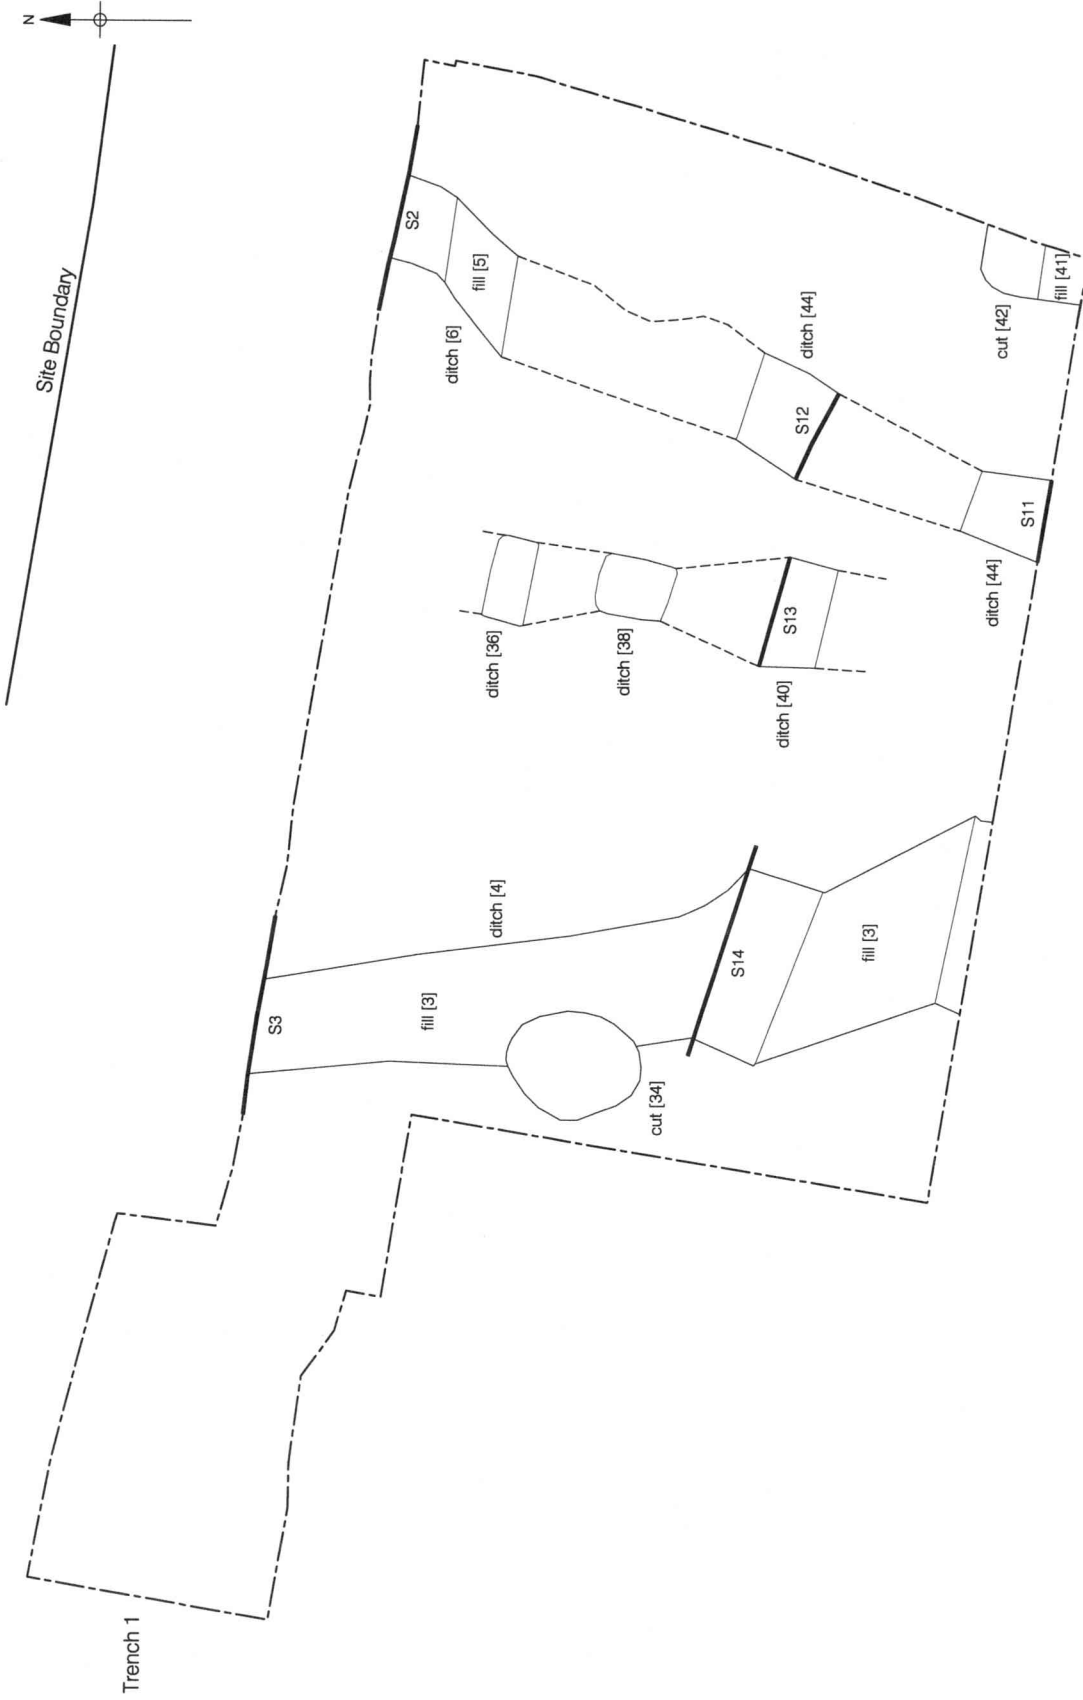 N
Site Boundary
S2
fill [5]
ditch [6]
ditch [44]
S12
fill [41]
cut [42]
S11
ditch [44]
ditch [36]
ditch [38]
S13
ditch [40]
ditch [4]
S3
fill [3]
S14
fill [3]
cut [34]
Trench 1